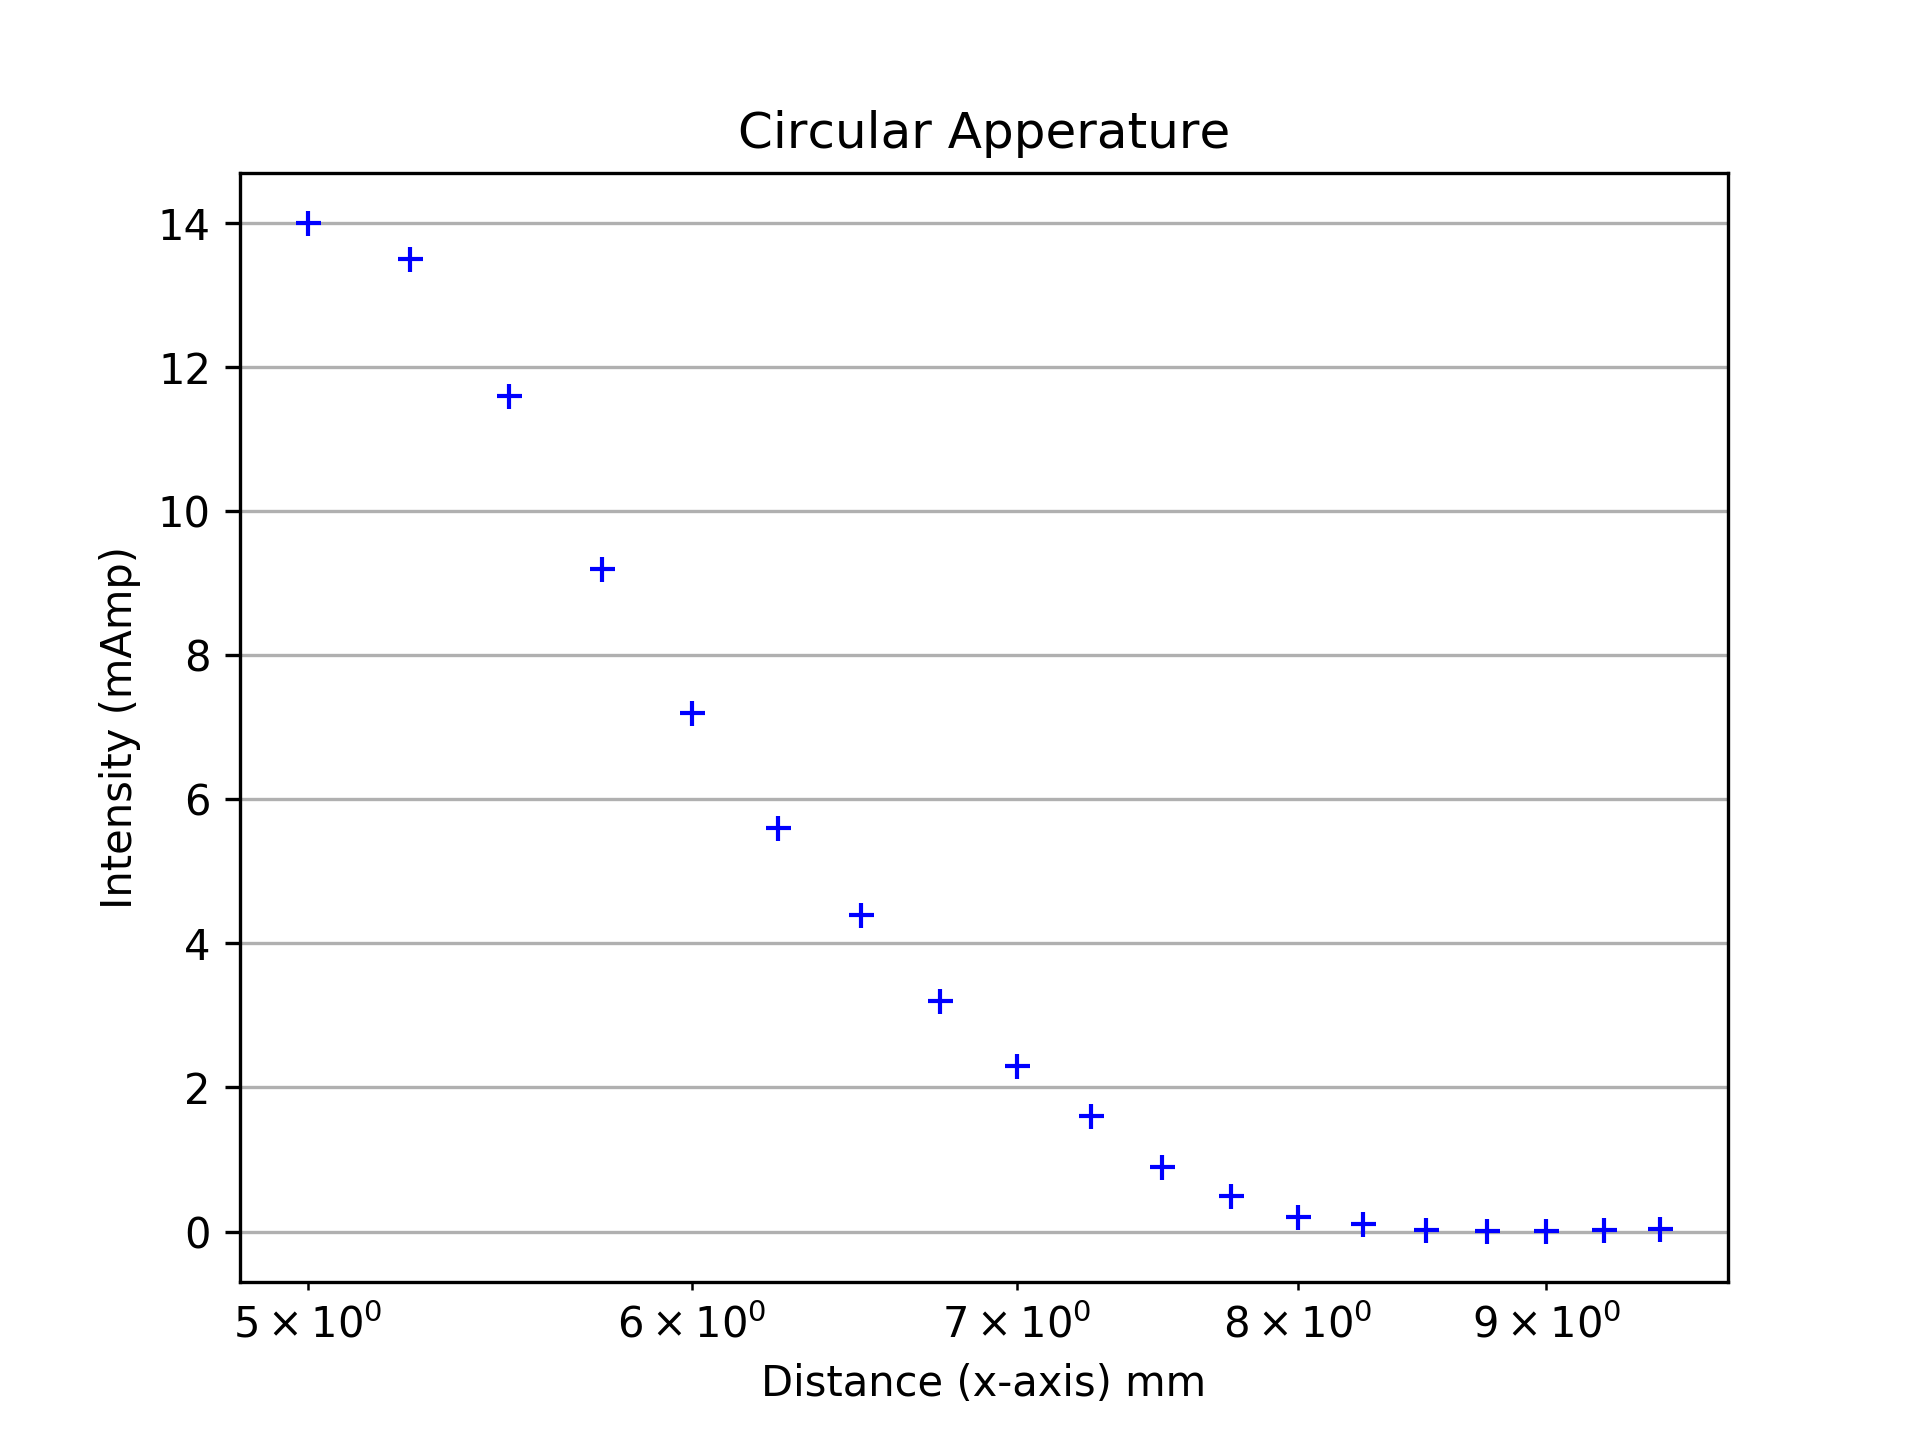 Circular Apperature
14
12
10
8
6
4
2
0
Intensity (mAmp)
5 × 10⁰
6 × 10⁰
7 × 10⁰
8 × 10⁰
9 × 10⁰
Distance (x-axis) mm